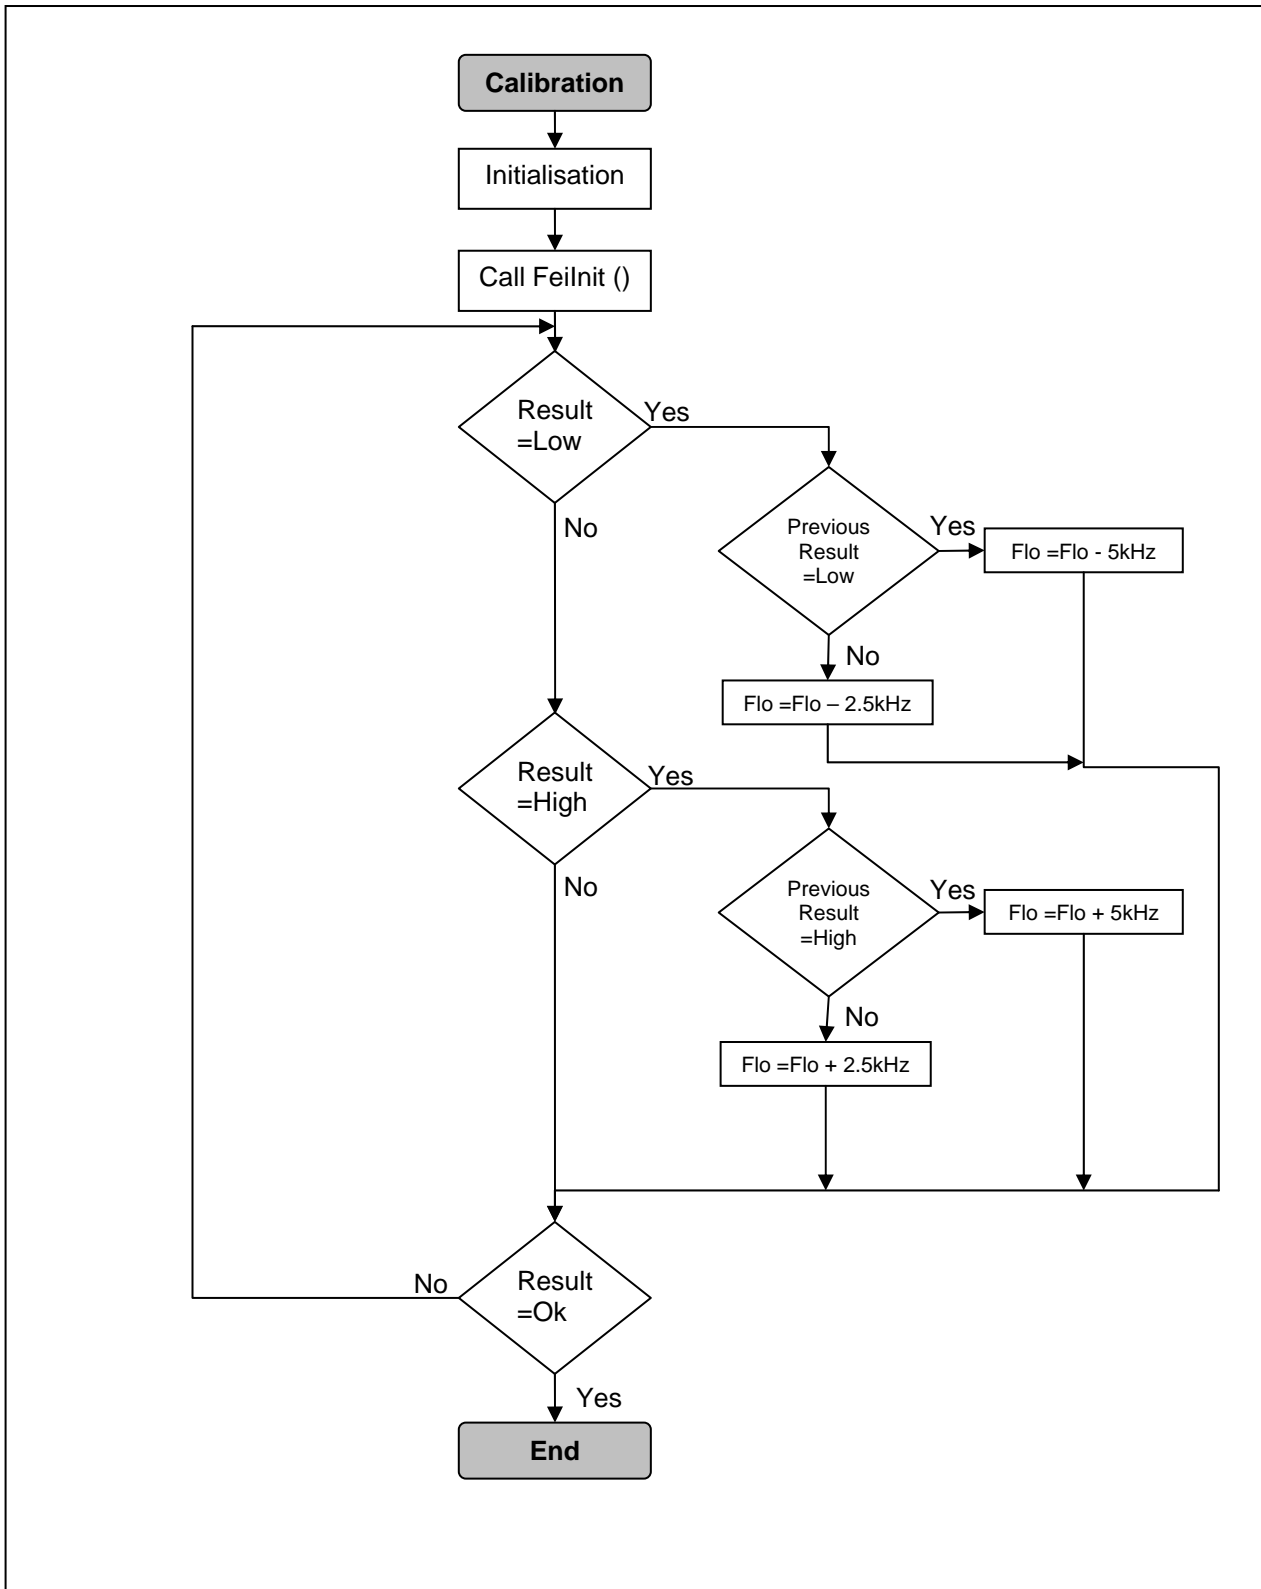 Calibration
Initialisation
Call FeiInit ()
Result
=Low
Yes
No
Previous
Result
=Low
Yes
Flo =Flo - 5kHz
No
Flo =Flo – 2.5kHz
Result
=High
Yes
No
Previous
Result
=High
Yes
Flo =Flo + 5kHz
No
Flo =Flo + 2.5kHz
Result
=Ok
No
Yes
End